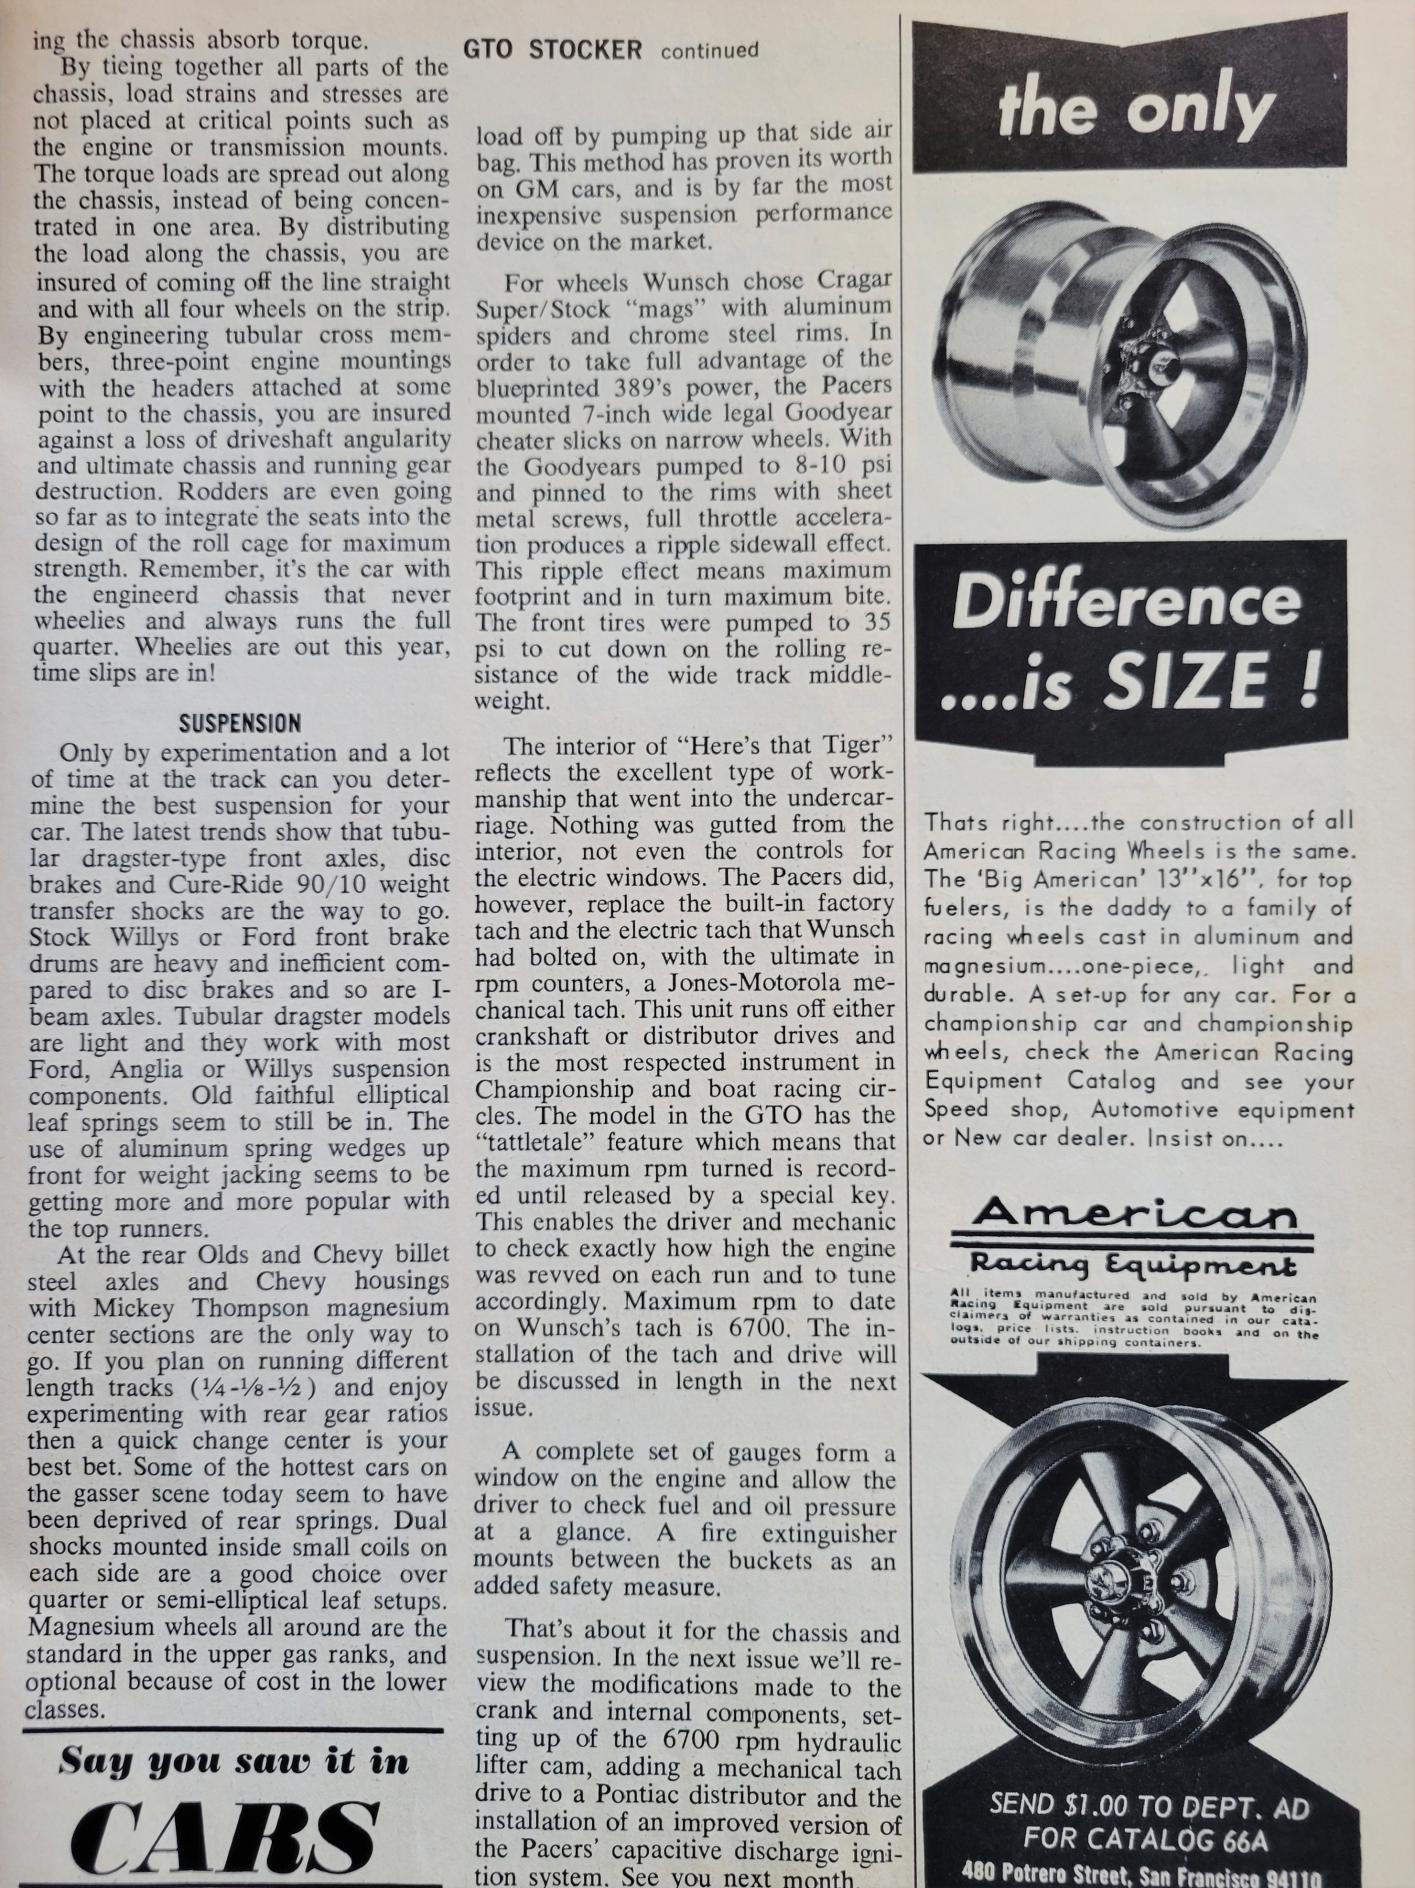 ing the chassis absorb torque.
By tieing together all parts of the
chassis, load strains and stresses are
not placed at critical points such as
the engine or transmission mounts.
The torque loads are spread out along
the chassis, instead of being concen-
trated in one area. By distributing
the load along the chassis, you are
insured of coming off the line straight
and with all four wheels on the strip.
By engineering tubular cross mem-
bers, three-point engine mountings
with the headers attached at some
point to the chassis, you are insured
against a loss of driveshaft angularity
and ultimate chassis and running gear
destruction. Rodders are even going
so far as to integrate the seats into the
design of the roll cage for maximum
strength. Remember, it's the car with
the engineerd chassis that never
wheelies and always runs the full
quarter. Wheelies are out this year,
time slips are in!
SUSPENSION
Only by experimentation and a lot
of time at the track can you deter-
mine the best suspension for your
car. The latest trends show that tubu-
lar dragster-type front axles, disc
brakes and Cure-Ride 90/10 weight
transfer shocks are the way to go.
Stock Willys or Ford front brake
drums are heavy and inefficient com-
pared to disc brakes and so are I-
beam axles. Tubular dragster models
are light and they work with most
Ford, Anglia or Willys suspension
components. Old faithful elliptical
leaf springs seem to still be in. The
use of aluminum spring wedges up
front for weight jacking seems to be
getting more and more popular with
the top runners.
At the rear Olds and Chevy billet
steel axles and Chevy housings
with Mickey Thompson magnesium
center sections are the only way to
go. If you plan on running different
length tracks (¼-⅛-½) and enjoy
experimenting with rear gear ratios
then a quick change center is your
best bet. Some of the hottest cars on
the gasser scene today seem to have
been deprived of rear springs. Dual
shocks mounted inside small coils on
each side are a good choice over
quarter or semi-elliptical leaf setups.
Magnesium wheels all around are the
standard in the upper gas ranks, and
optional because of cost in the lower
classes.
Say you saw it in
CARS
GTO STOCKER continued
load off by pumping up that side air
bag. This method has proven its worth
on GM cars, and is by far the most
inexpensive suspension performance
device on the market.
For wheels Wunsch chose Cragar
Super/Stock "mags" with aluminum
spiders and chrome steel rims. In
order to take full advantage of the
blueprinted 389's power, the Pacers
mounted 7-inch wide legal Goodyear
cheater slicks on narrow wheels. With
the Goodyears pumped to 8-10 psi
and pinned to the rims with sheet
metal screws, full throttle accelera-
tion produces a ripple sidewall effect.
This ripple effect means maximum
footprint and in turn maximum bite.
The front tires were pumped to 35
psi to cut down on the rolling re-
sistance of the wide track middle-
weight.
The interior of "Here's that Tiger"
reflects the excellent type of work-
manship that went into the undercar-
riage. Nothing was gutted from the
interior, not even the controls for
the electric windows. The Pacers did,
however, replace the built-in factory
tach and the electric tach that Wunsch
had bolted on, with the ultimate in
rpm counters, a Jones-Motorola me-
chanical tach. This unit runs off either
crankshaft or distributor drives and
is the most respected instrument in
Championship and boat racing cir-
cles. The model in the GTO has the
"tattletale" feature which means that
the maximum rpm turned is record-
ed until released by a special key.
This enables the driver and mechanic
to check exactly how high the engine
was revved on each run and to tune
accordingly. Maximum rpm to date
on Wunsch's tach is 6700. The in-
stallation of the tach and drive will
be discussed in length in the next
issue.
A complete set of gauges form a
window on the engine and allow the
driver to check fuel and oil pressure
at a glance. A fire extinguisher
mounts between the buckets as an
added safety measure.
That's about it for the chassis and
suspension. In the next issue we'll re-
view the modifications made to the
crank and internal components, set-
ting up of the 6700 rpm hydraulic
lifter cam, adding a mechanical tach
drive to a Pontiac distributor and the
installation of an improved version of
the Pacers' capacitive discharge igni-
tion system. See you next month.
the only
Difference
....is SIZE !
Thats right....the construction of all
American Racing Wheels is the same.
The 'Big American' 13"x16", for top
fuelers, is the daddy to a family of
racing wheels cast in aluminum and
magnesium....one-piece, light and
durable. A set-up for any car. For a
championship car and championship
wheels, check the American Racing
Equipment Catalog and see your
Speed shop, Automotive equipment
or New car dealer. Insist on....
American
Racing Equipment
All items manufactured and sold by American
Racing Equipment are sold pursuant to dis-
claimers of warranties as contained in our cata-
logs, price lists, instruction books and on the
outside of our shipping containers.
SEND $1.00 TO DEPT. AD
FOR CATALOG 66A
480 Potrero Street, San Francisco 94110